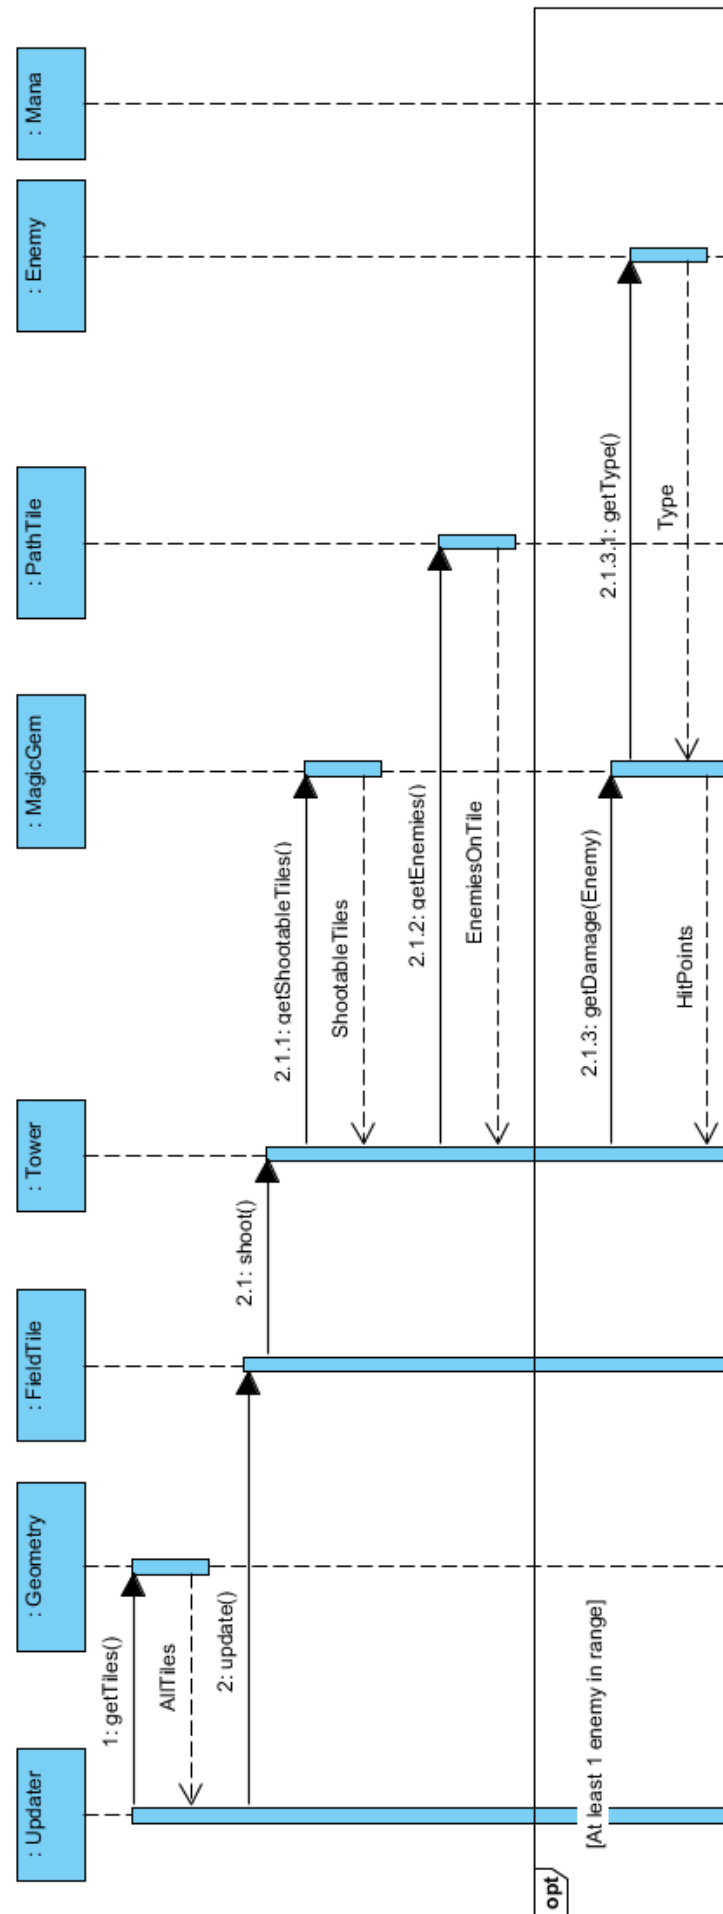 : Updater
: Geometry
: FieldTile
: Tower
: MagicGem
: PathTile
: Enemy
: Mana
1: getTiles()
AllTiles
2: update()
2.1: shoot()
2.1.1: getShootableTiles()
ShootableTiles
2.1.2: getEnemies()
EnemiesOnTile
opt
[At least 1 enemy in range]
2.1.3: getDamage(Enemy)
2.1.3.1: getType()
Type
HitPoints